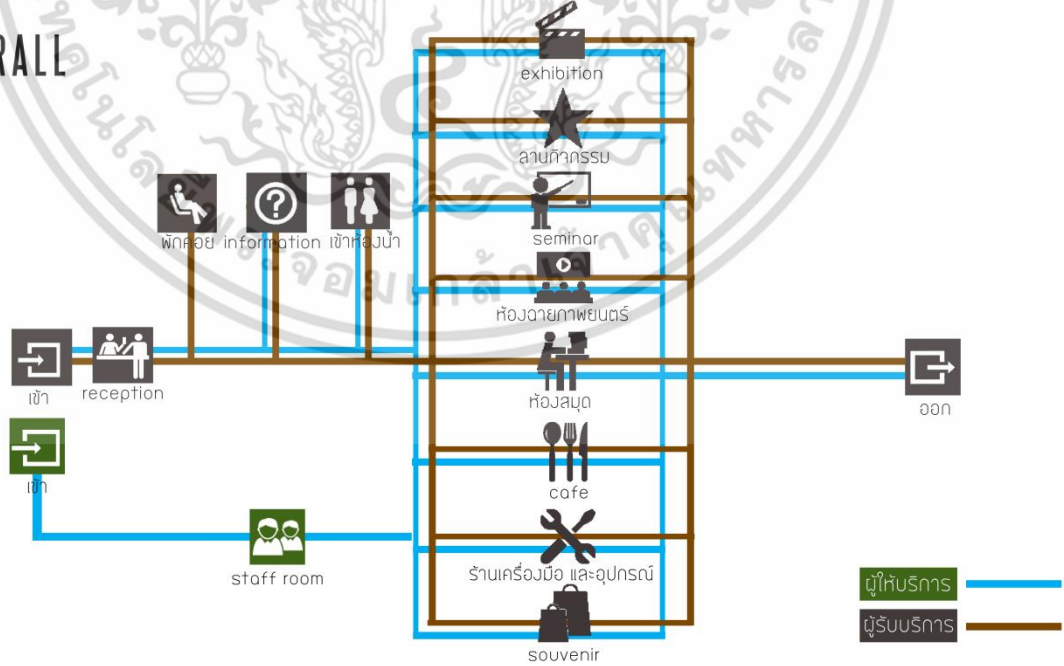 RALL
exhibition
ลานกิจกรรม
seminar
พักคอย
information
เข้าห้องน้ำ
ห้องฉายภาพยนตร์
เข้า
reception
ห้องสมุด
ออก
เข้า
cafe
staff room
ร้านเครื่องมือ และอุปกรณ์
ผู้ให้บริการ
ผู้รับบริการ
souvenir